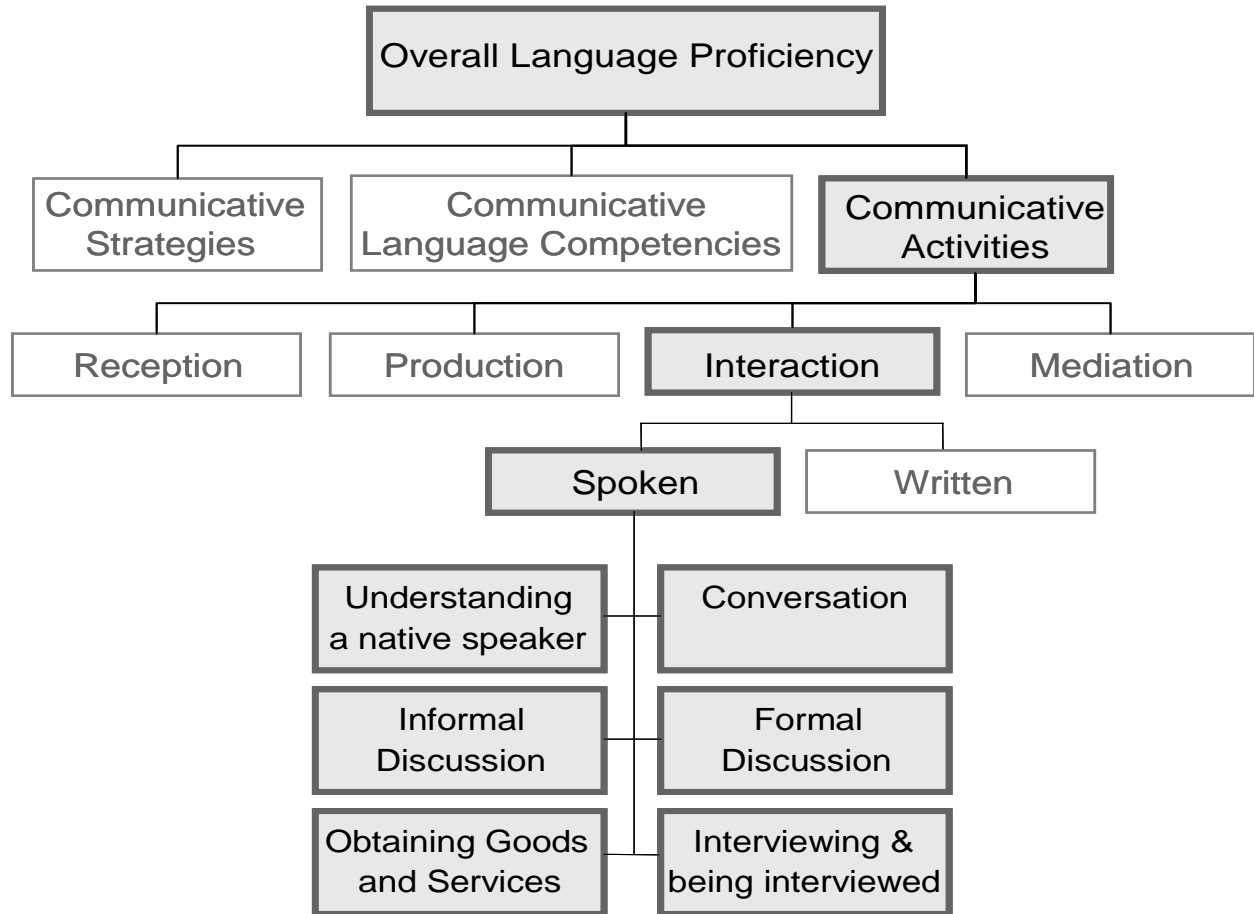 Overall Language Proficiency
Communicative
Strategies
Communicative
Language Competencies
Communicative
Activities
Reception
Production
Interaction
Mediation
Spoken
Written
Understanding
a native speaker
Conversation
Informal
Discussion
Formal
Discussion
Obtaining Goods
and Services
Interviewing &
being interviewed